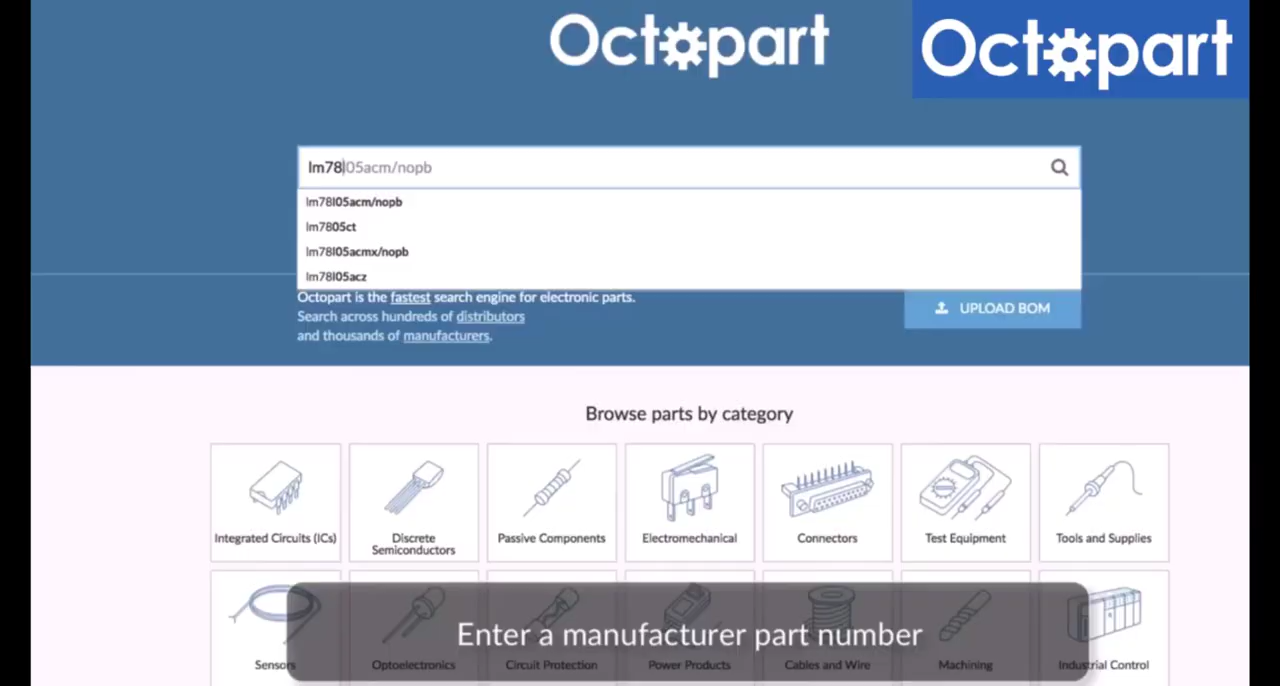 Octopart
Octopart
lm78l05acm/nopb
lm78l05acm/nopb
lm7805ct
lm78l05acmx/nopb
lm78l05acz
Octopart is the fastest search engine for electronic parts.
Search across hundreds of distributors
and thousands of manufacturers.
UPLOAD BOM
Browse parts by category
Integrated Circuits (ICs)
Discrete
Semiconductors
Passive Components
Electromechanical
Connectors
Test Equipment
Tools and Supplies
Enter a manufacturer part number
Sensors
Optoelectronics
Circuit Protection
Power Products
Cables and Wire
Machining
Industrial Control